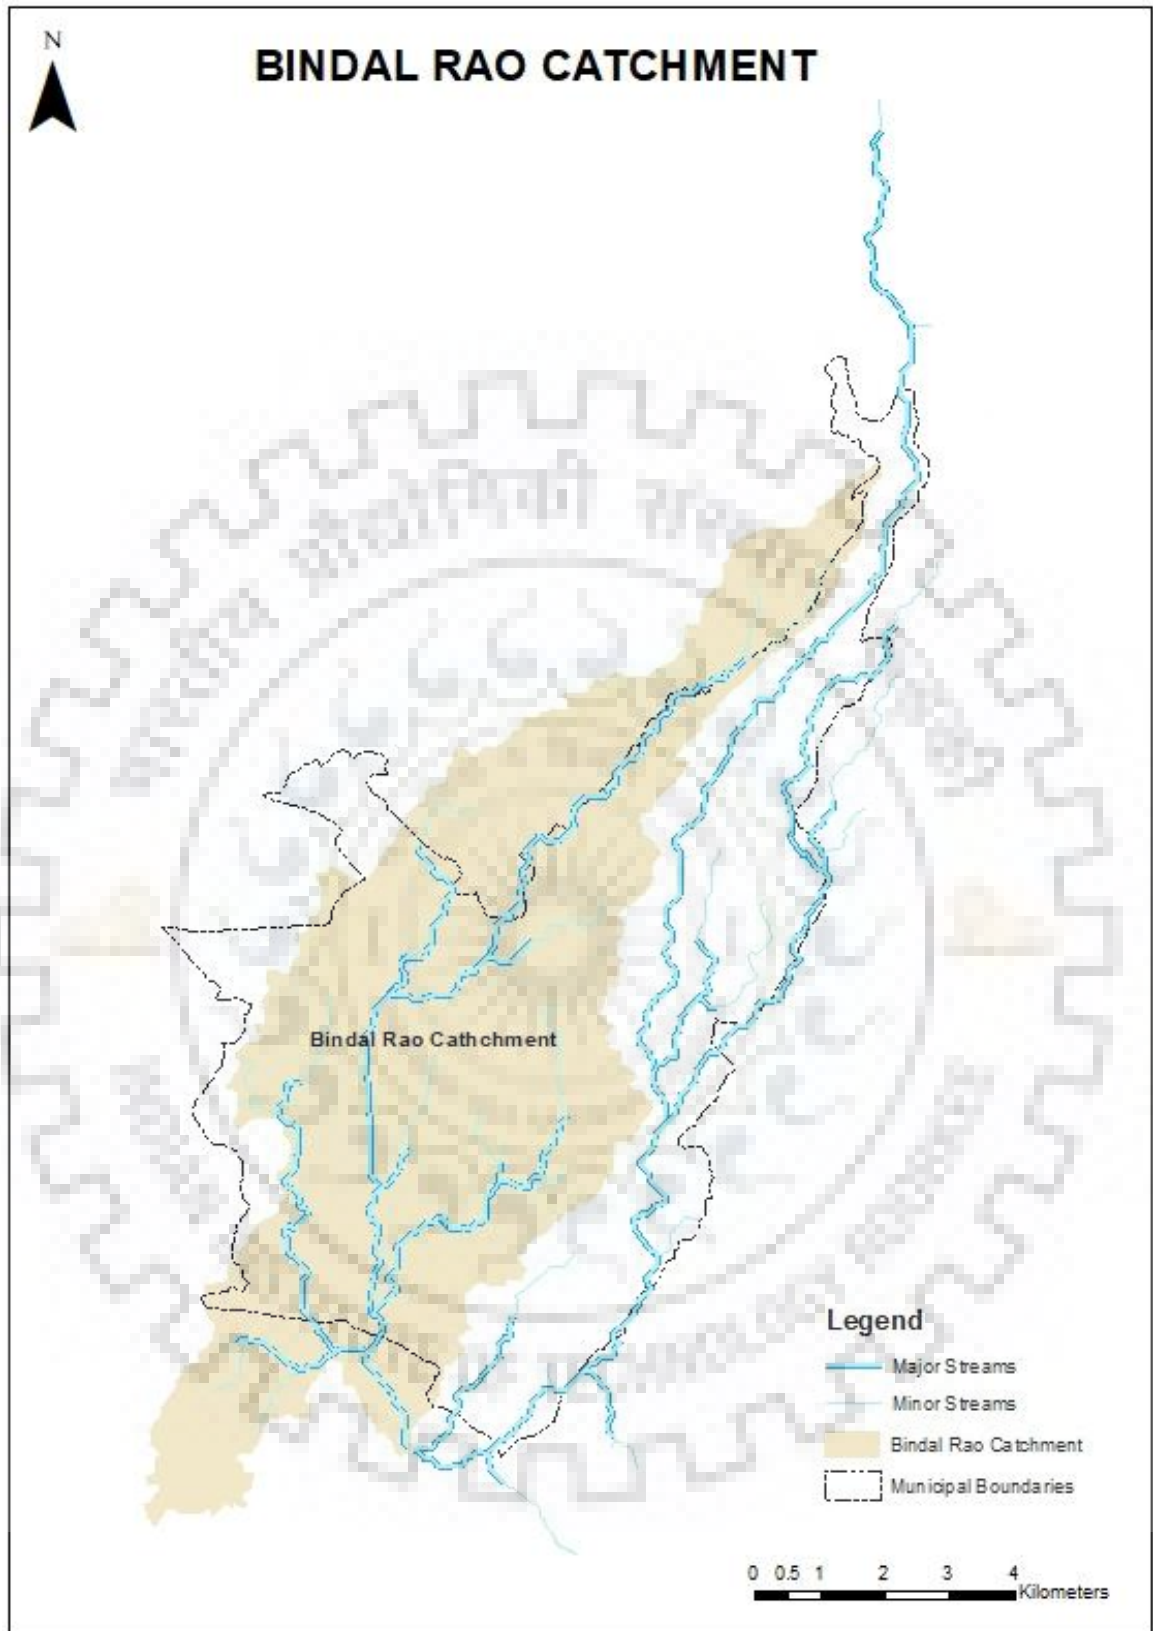 N
BINDAL RAO CATCHMENT
Bindal Rao Cathchment
Legend
Major Streams
Minor Streams
Bindal Rao Catchment
Municipal Boundaries
0 0.5 1 2 3 4
Kilometers